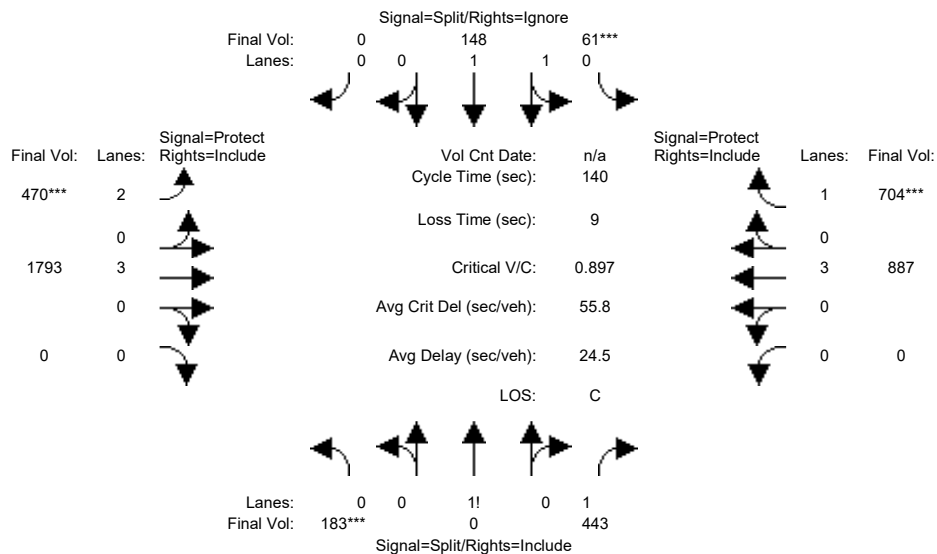 Signal=Split/Rights=Ignore
Final Vol: 0 148 61***
Lanes: 0 0 1 1 0
Signal=Protect
Final Vol: Lanes: Rights=Include
Vol Cnt Date: n/a
Signal=Protect
Rights=Include Lanes: Final Vol:
Cycle Time (sec): 140
470*** 2
1 704***
Loss Time (sec): 9
0
0
1793 3
Critical V/C: 0.897
3 887
0
Avg Crit Del (sec/veh): 55.8
0
0 0
Avg Delay (sec/veh): 24.5
0 0
LOS: C
Lanes: 0 0 1! 0 1
Final Vol: 183*** 0 443
Signal=Split/Rights=Include